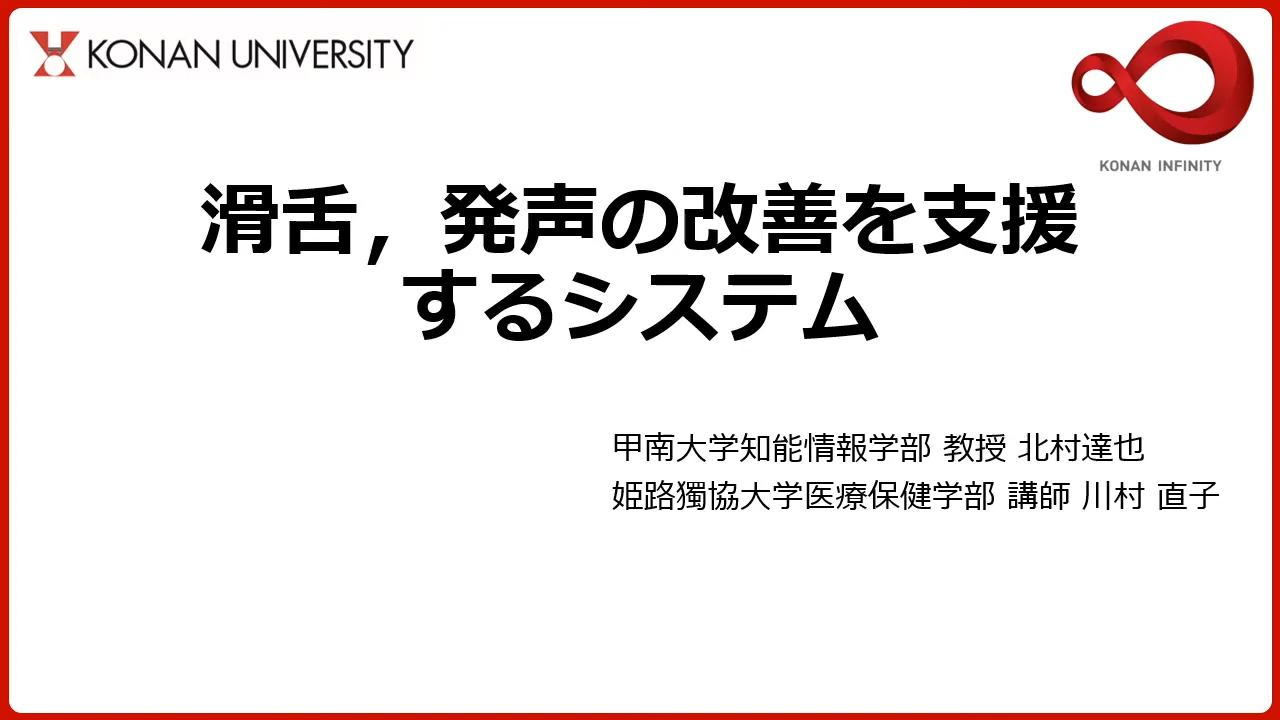 KONAN UNIVERSITY
KONAN INFINITY
滑舌，発声の改善を支援
するシステム
甲南大学知能情報学部 教授 北村達也
姫路獨協大学医療保健学部 講師 川村 直子